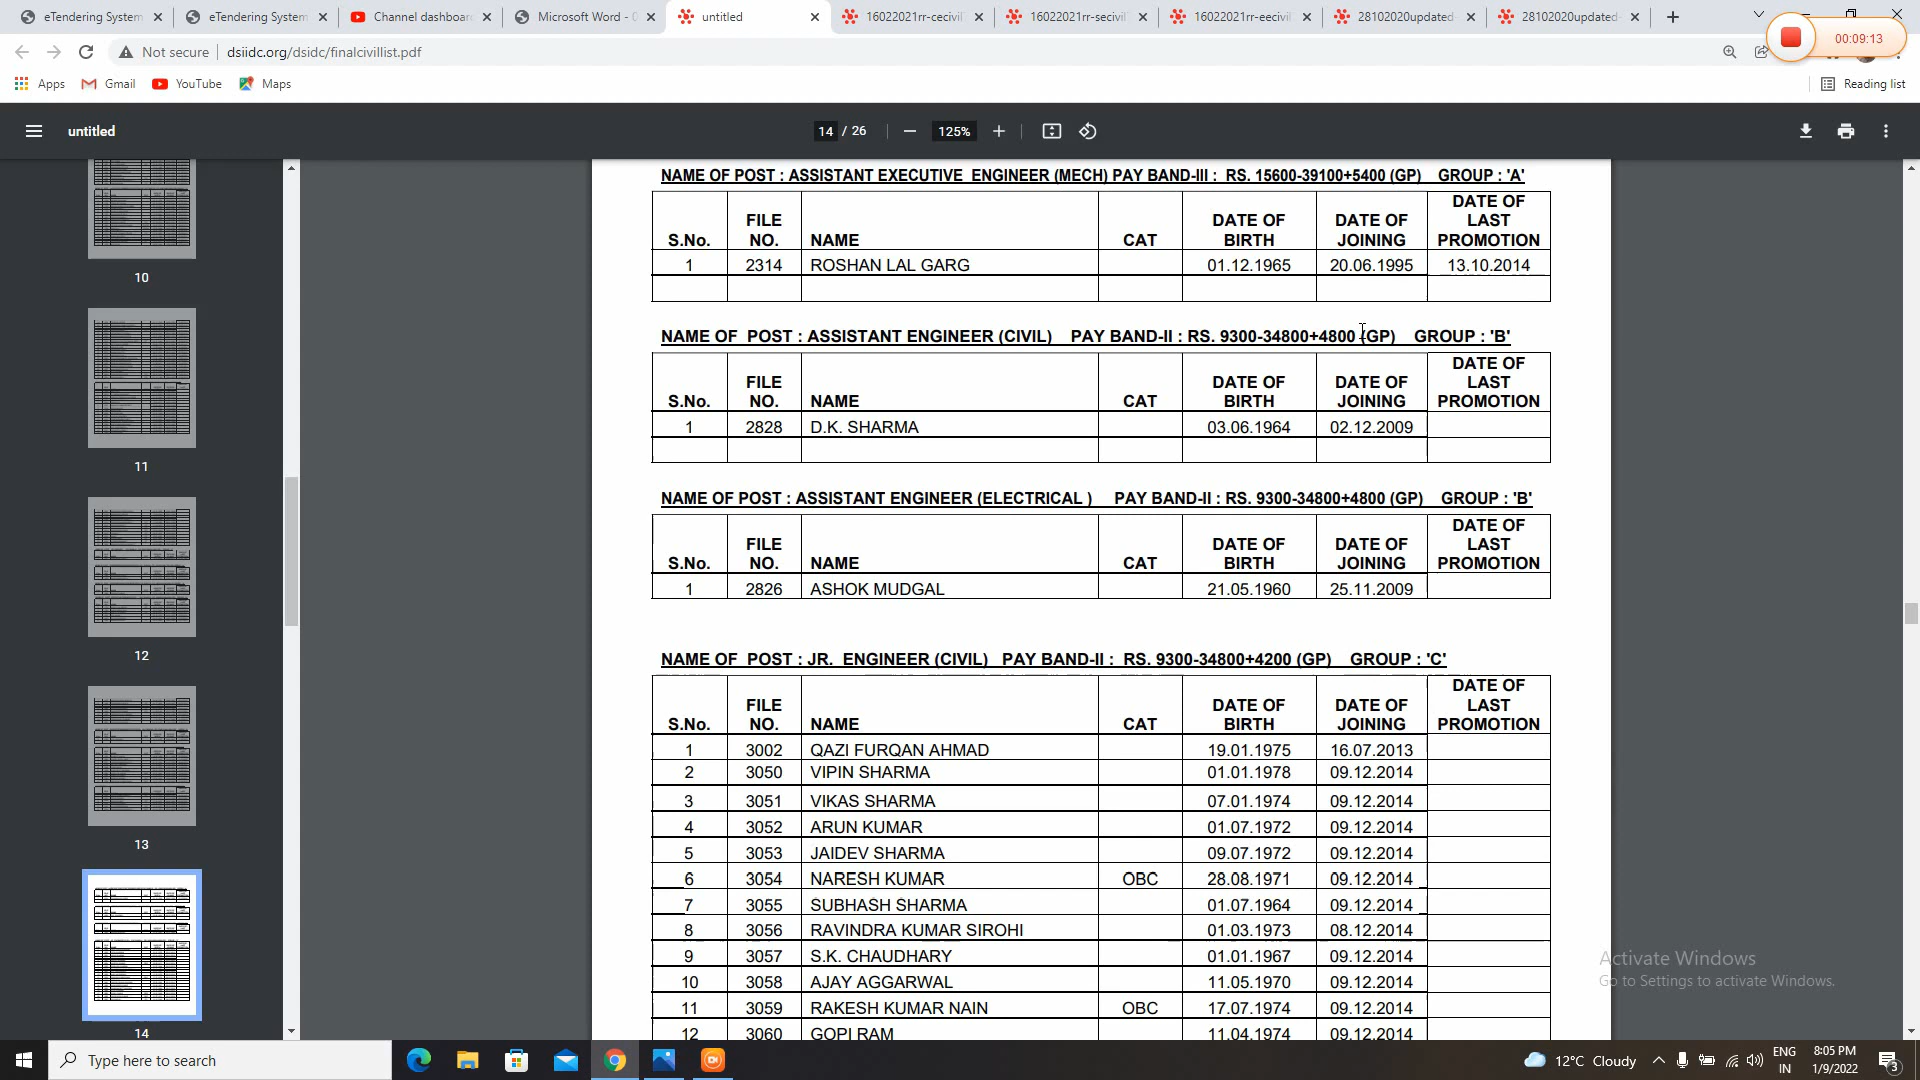 eTendering System
eTendering System
Channel dashboar
Microsoft Word - 0
untitled
16022021rr-cecivil
16022021rr-secivil
16022021rr-eecivil
28102020updated-
28102020updated-
00:09:13
Not secure
dsiidc.org/dsidc/finalcivillist.pdf
Apps
Gmail
YouTube
Maps
Reading list
untitled
14 / 26
125%
10
11
12
13
14
NAME OF POST : ASSISTANT EXECUTIVE ENGINEER (MECH) PAY BAND-III : RS. 15600-39100+5400 (GP) GROUP : 'A'
S.No. FILE NO. NAME CAT DATE OF BIRTH DATE OF JOINING DATE OF LAST PROMOTION
1 2314 ROSHAN LAL GARG 01.12.1965 20.06.1995 13.10.2014
NAME OF POST : ASSISTANT ENGINEER (CIVIL) PAY BAND-II : RS. 9300-34800+4800 (GP) GROUP : 'B'
S.No. FILE NO. NAME CAT DATE OF BIRTH DATE OF JOINING DATE OF LAST PROMOTION
1 2828 D.K. SHARMA 03.06.1964 02.12.2009
NAME OF POST : ASSISTANT ENGINEER (ELECTRICAL ) PAY BAND-II : RS. 9300-34800+4800 (GP) GROUP : 'B'
S.No. FILE NO. NAME CAT DATE OF BIRTH DATE OF JOINING DATE OF LAST PROMOTION
1 2826 ASHOK MUDGAL 21.05.1960 25.11.2009
NAME OF POST : JR. ENGINEER (CIVIL) PAY BAND-II : RS. 9300-34800+4200 (GP) GROUP : 'C'
S.No. FILE NO. NAME CAT DATE OF BIRTH DATE OF JOINING DATE OF LAST PROMOTION
1 3002 QAZI FURQAN AHMAD 19.01.1975 16.07.2013
2 3050 VIPIN SHARMA 01.01.1978 09.12.2014
3 3051 VIKAS SHARMA 07.01.1974 09.12.2014
4 3052 ARUN KUMAR 01.07.1972 09.12.2014
5 3053 JAIDEV SHARMA 09.07.1972 09.12.2014
6 3054 NARESH KUMAR OBC 28.08.1971 09.12.2014
7 3055 SUBHASH SHARMA 01.07.1964 09.12.2014
8 3056 RAVINDRA KUMAR SIROHI 01.03.1973 08.12.2014
9 3057 S.K. CHAUDHARY 01.01.1967 09.12.2014
10 3058 AJAY AGGARWAL 11.05.1970 09.12.2014
11 3059 RAKESH KUMAR NAIN OBC 17.07.1974 09.12.2014
12 3060 GOPI RAM 11.04.1974 09.12.2014
Activate Windows
Go to Settings to activate Windows.
Type here to search
12°C Cloudy
ENG
IN
8:05 PM
1/9/2022
3